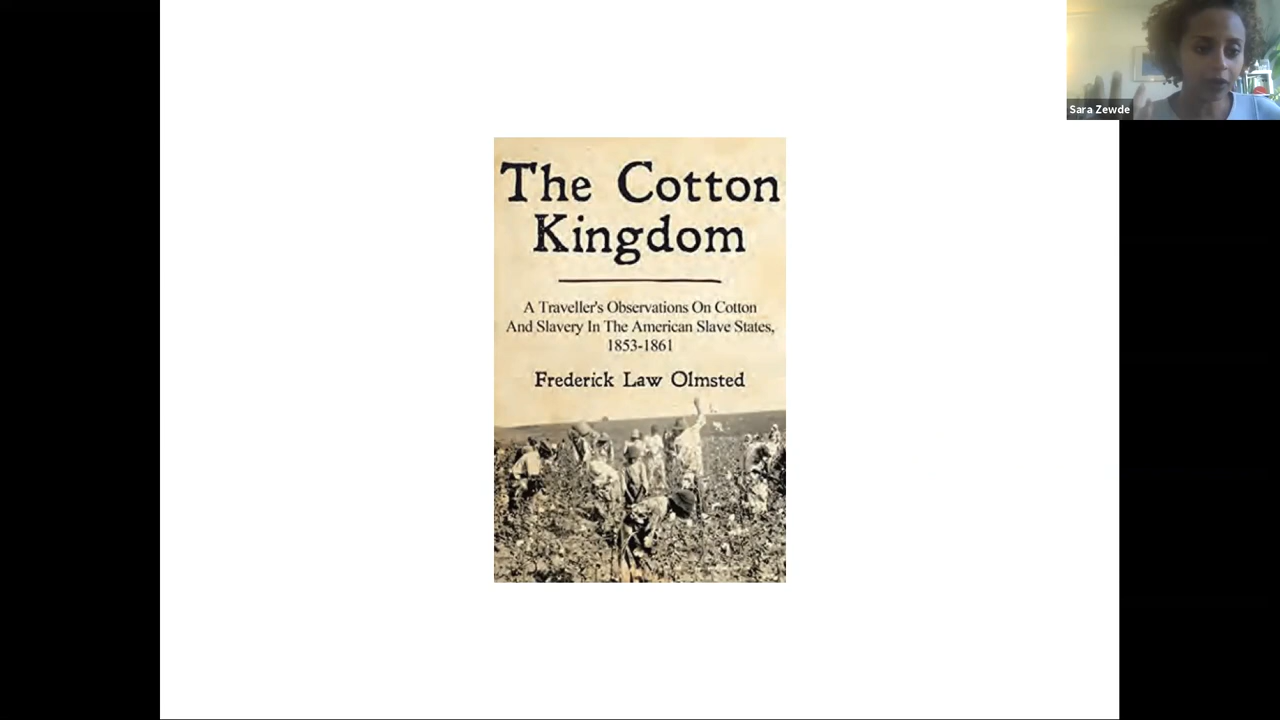 Sara Zewde
The Cotton
Kingdom
A Traveller's Observations On Cotton
And Slavery In The American Slave States,
1853-1861
Frederick Law Olmsted